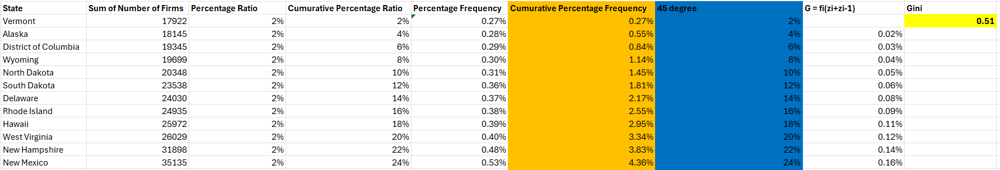 State Sum of Number of Firms Percentage Ratio Cumurative Percentage Ratio Percentage Frequency Cumurative Percentage Frequency 45 degree G = fi(zi+zi-1) Gini
Vermont 17922 2% 2% 0.27% 0.27% 2% 0.51
Alaska 18145 2% 4% 0.28% 0.55% 4% 0.02%
District of Columbia 19345 2% 6% 0.29% 0.84% 6% 0.03%
Wyoming 19699 2% 8% 0.30% 1.14% 8% 0.04%
North Dakota 20348 2% 10% 0.31% 1.45% 10% 0.05%
South Dakota 23538 2% 12% 0.36% 1.81% 12% 0.06%
Delaware 24030 2% 14% 0.37% 2.17% 14% 0.08%
Rhode Island 24935 2% 16% 0.38% 2.55% 16% 0.09%
Hawaii 25972 2% 18% 0.39% 2.95% 18% 0.11%
West Virginia 26029 2% 20% 0.40% 3.34% 20% 0.12%
New Hampshire 31898 2% 22% 0.48% 3.83% 22% 0.14%
New Mexico 35135 2% 24% 0.53% 4.36% 24% 0.16%